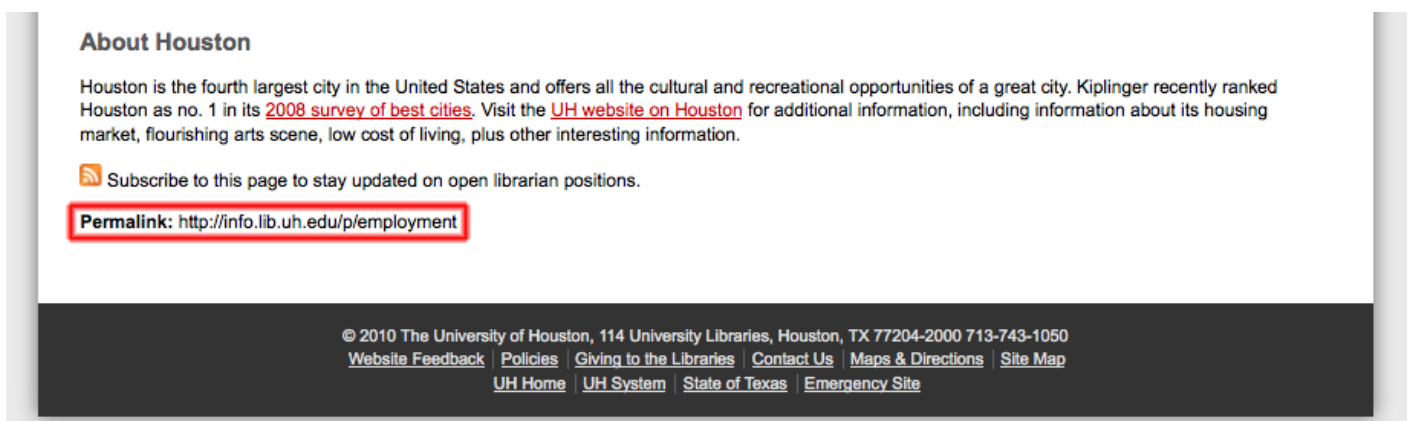 About Houston
Houston is the fourth largest city in the United States and offers all the cultural and recreational opportunities of a great city. Kiplinger recently ranked
Houston as no. 1 in its 2008 survey of best cities. Visit the UH website on Houston for additional information, including information about its housing
market, flourishing arts scene, low cost of living, plus other interesting information.
Subscribe to this page to stay updated on open librarian positions.
Permalink: http://info.lib.uh.edu/p/employment
© 2010 The University of Houston, 114 University Libraries, Houston, TX 77204-2000 713-743-1050
Website Feedback | Policies | Giving to the Libraries | Contact Us | Maps & Directions | Site Map
UH Home | UH System | State of Texas | Emergency Site